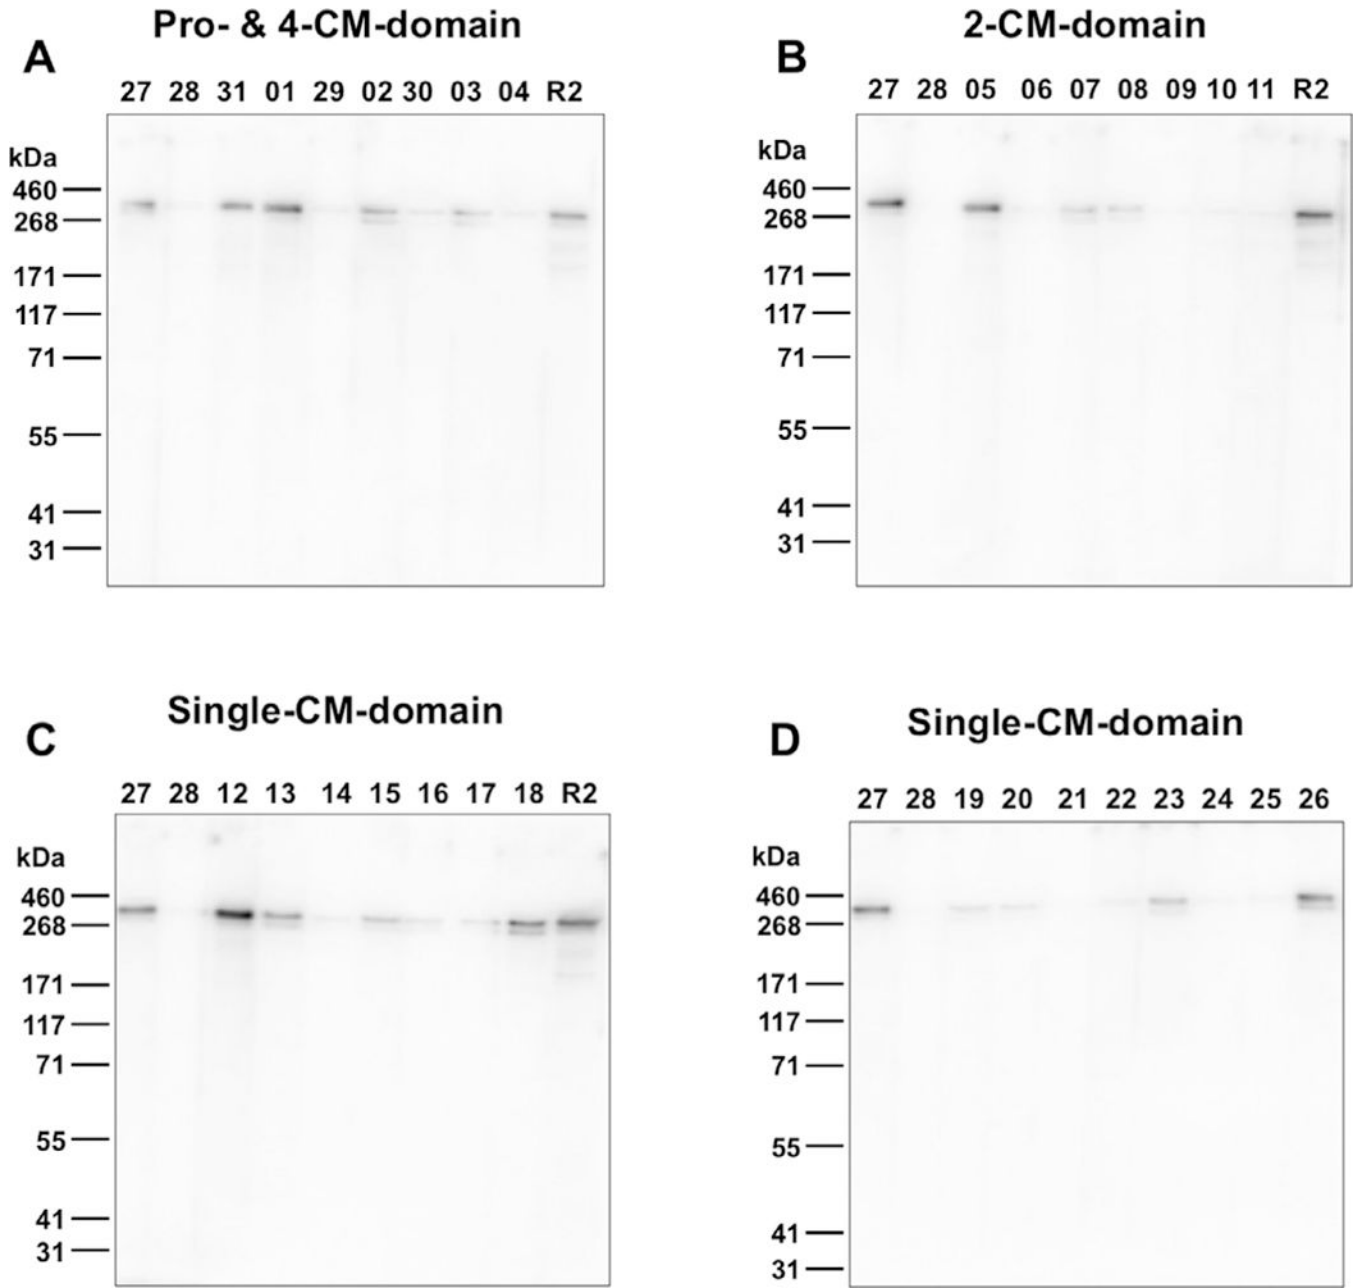 Pro- & 4-CM-domain
A
27 28 31 01 29 02 30 03 04 R2
kDa
460
268
171
117
71
55
41
31
2-CM-domain
B
27 28 05 06 07 08 09 10 11 R2
kDa
460
268
171
117
71
55
41
31
Single-CM-domain
C
27 28 12 13 14 15 16 17 18 R2
kDa
460
268
171
117
71
55
41
31
Single-CM-domain
D
27 28 19 20 21 22 23 24 25 26
kDa
460
268
171
117
71
55
41
31